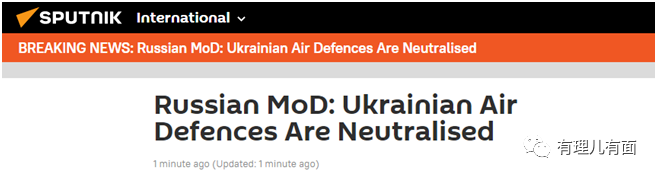 SPUTNIK International
BREAKING NEWS: Russian MoD: Ukrainian Air Defences Are Neutralised
Russian MoD: Ukrainian Air
Defences Are Neutralised
1 minute ago (Updated: 1 minute ago)
有理儿有面